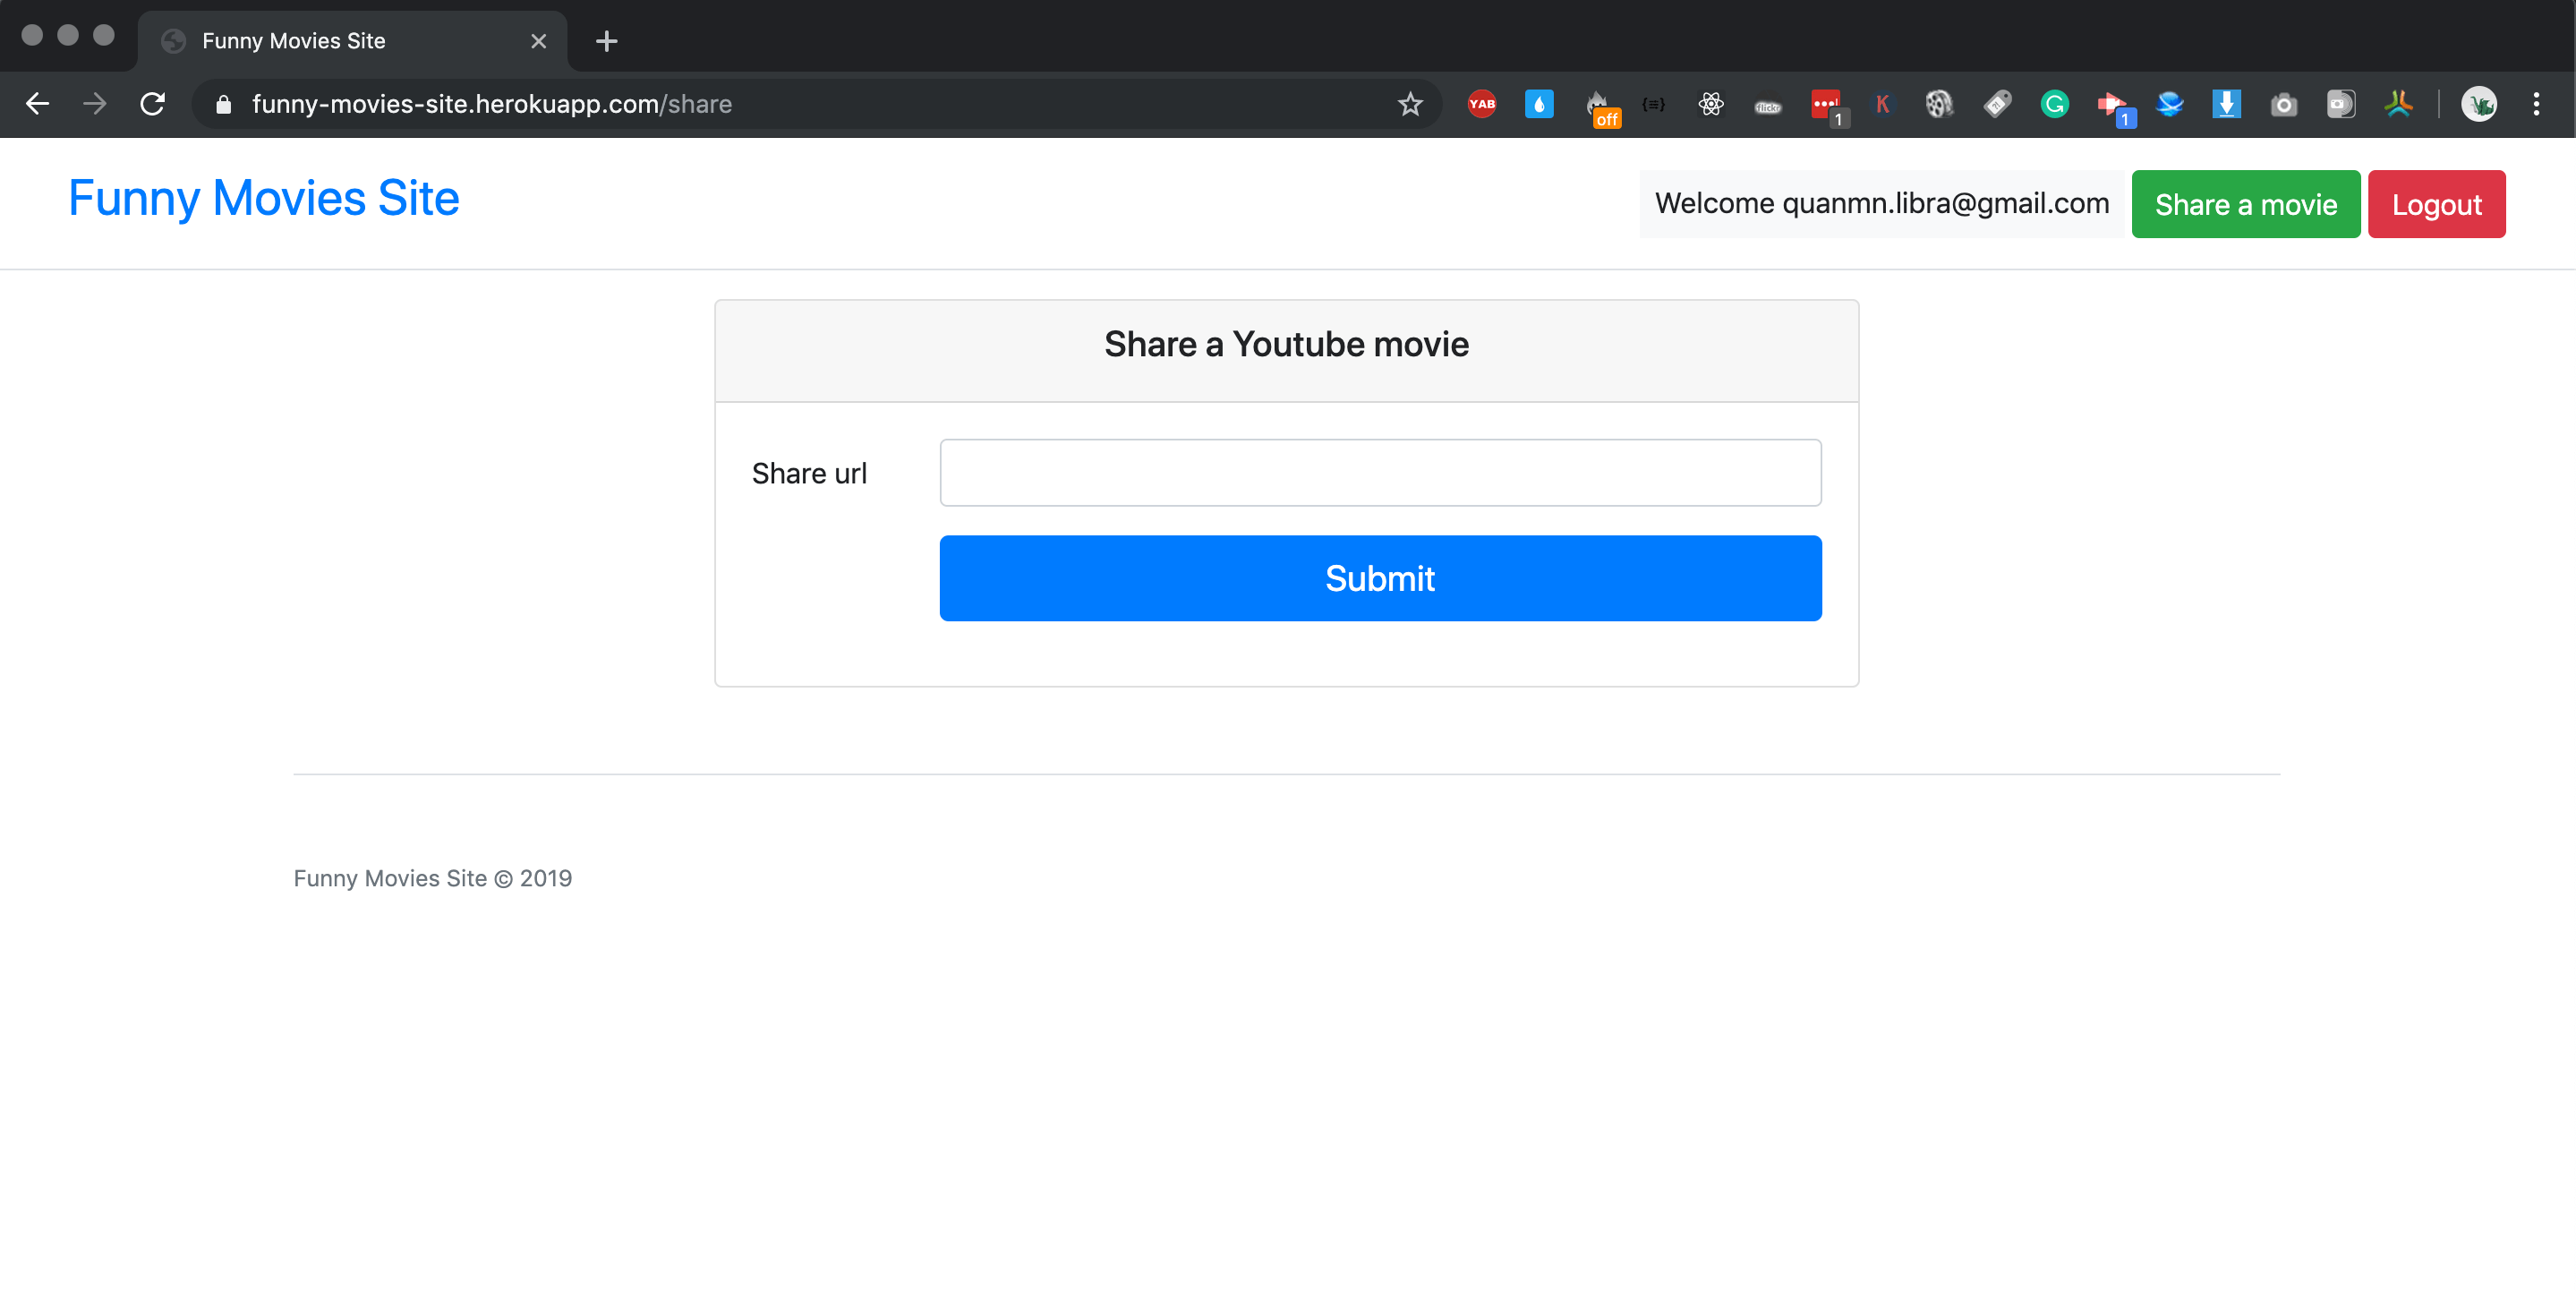 Funny Movies Site
funny-movies-site.herokuapp.com/share
YAB
off
{≡}
flickr
1
K
1
Funny Movies Site
Welcome quanmn.libra@gmail.com
Share a movie
Logout
Share a Youtube movie
Share url
Submit
Funny Movies Site © 2019